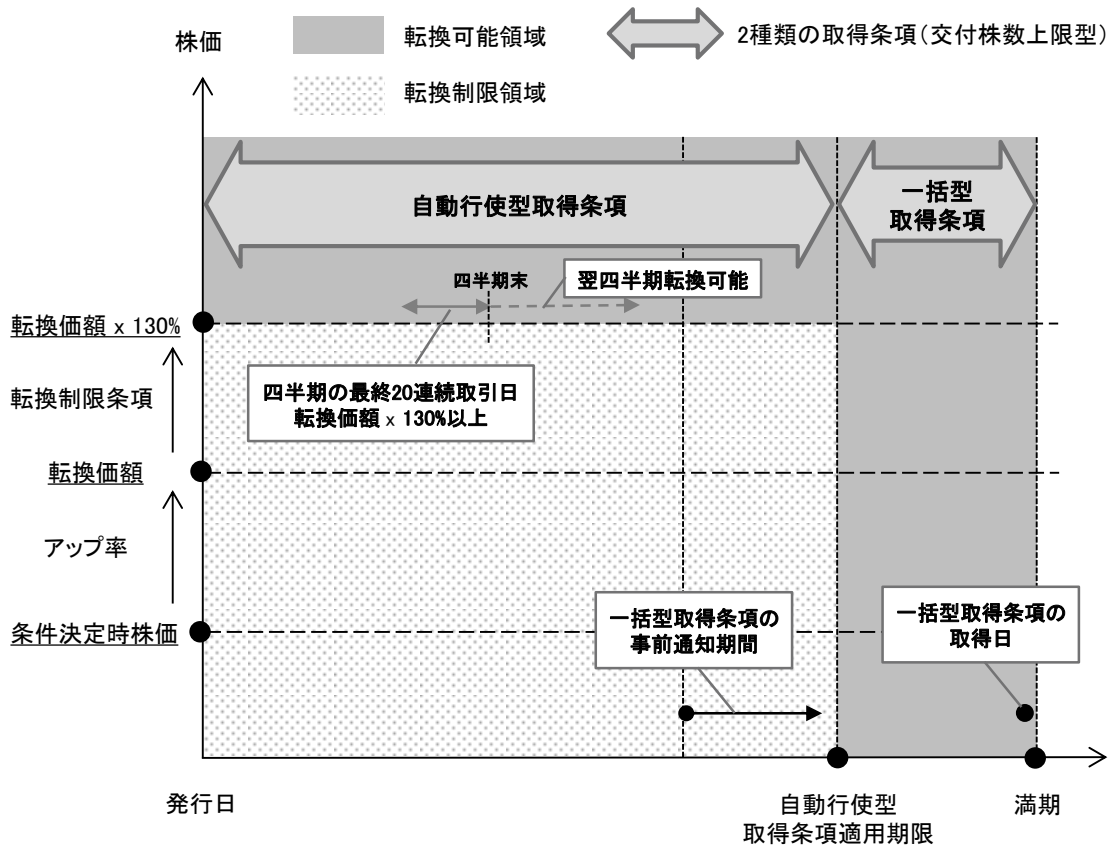 株価
転換可能領域
2種類の取得条項(交付株数上限型)
転換制限領域
自動行使型取得条項
一括型
取得条項
四半期末
翌四半期転換可能
転換価額 x 130%
四半期の最終20連続取引日
転換価額 x 130%以上
転換制限条項
転換価額
アップ率
一括型取得条項の
事前通知期間
一括型取得条項の
取得日
条件決定時株価
発行日
自動行使型
取得条項適用期限
満期